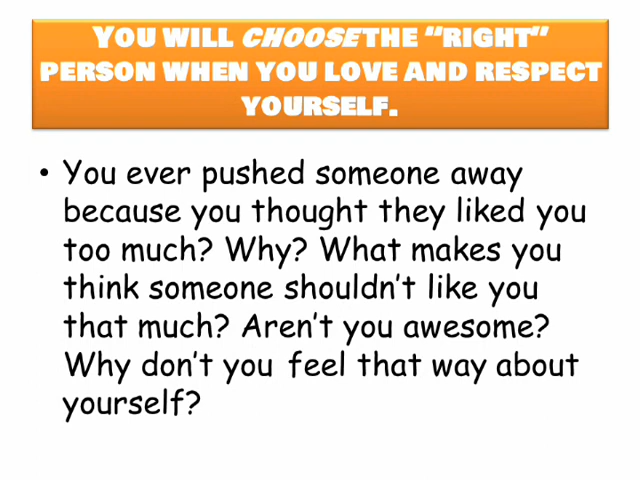 You will choose the “right”
person when you love and respect
yourself.
• You ever pushed someone away
because you thought they liked you
too much? Why? What makes you
think someone shouldn’t like you
that much? Aren’t you awesome?
Why don’t you feel that way about
yourself?